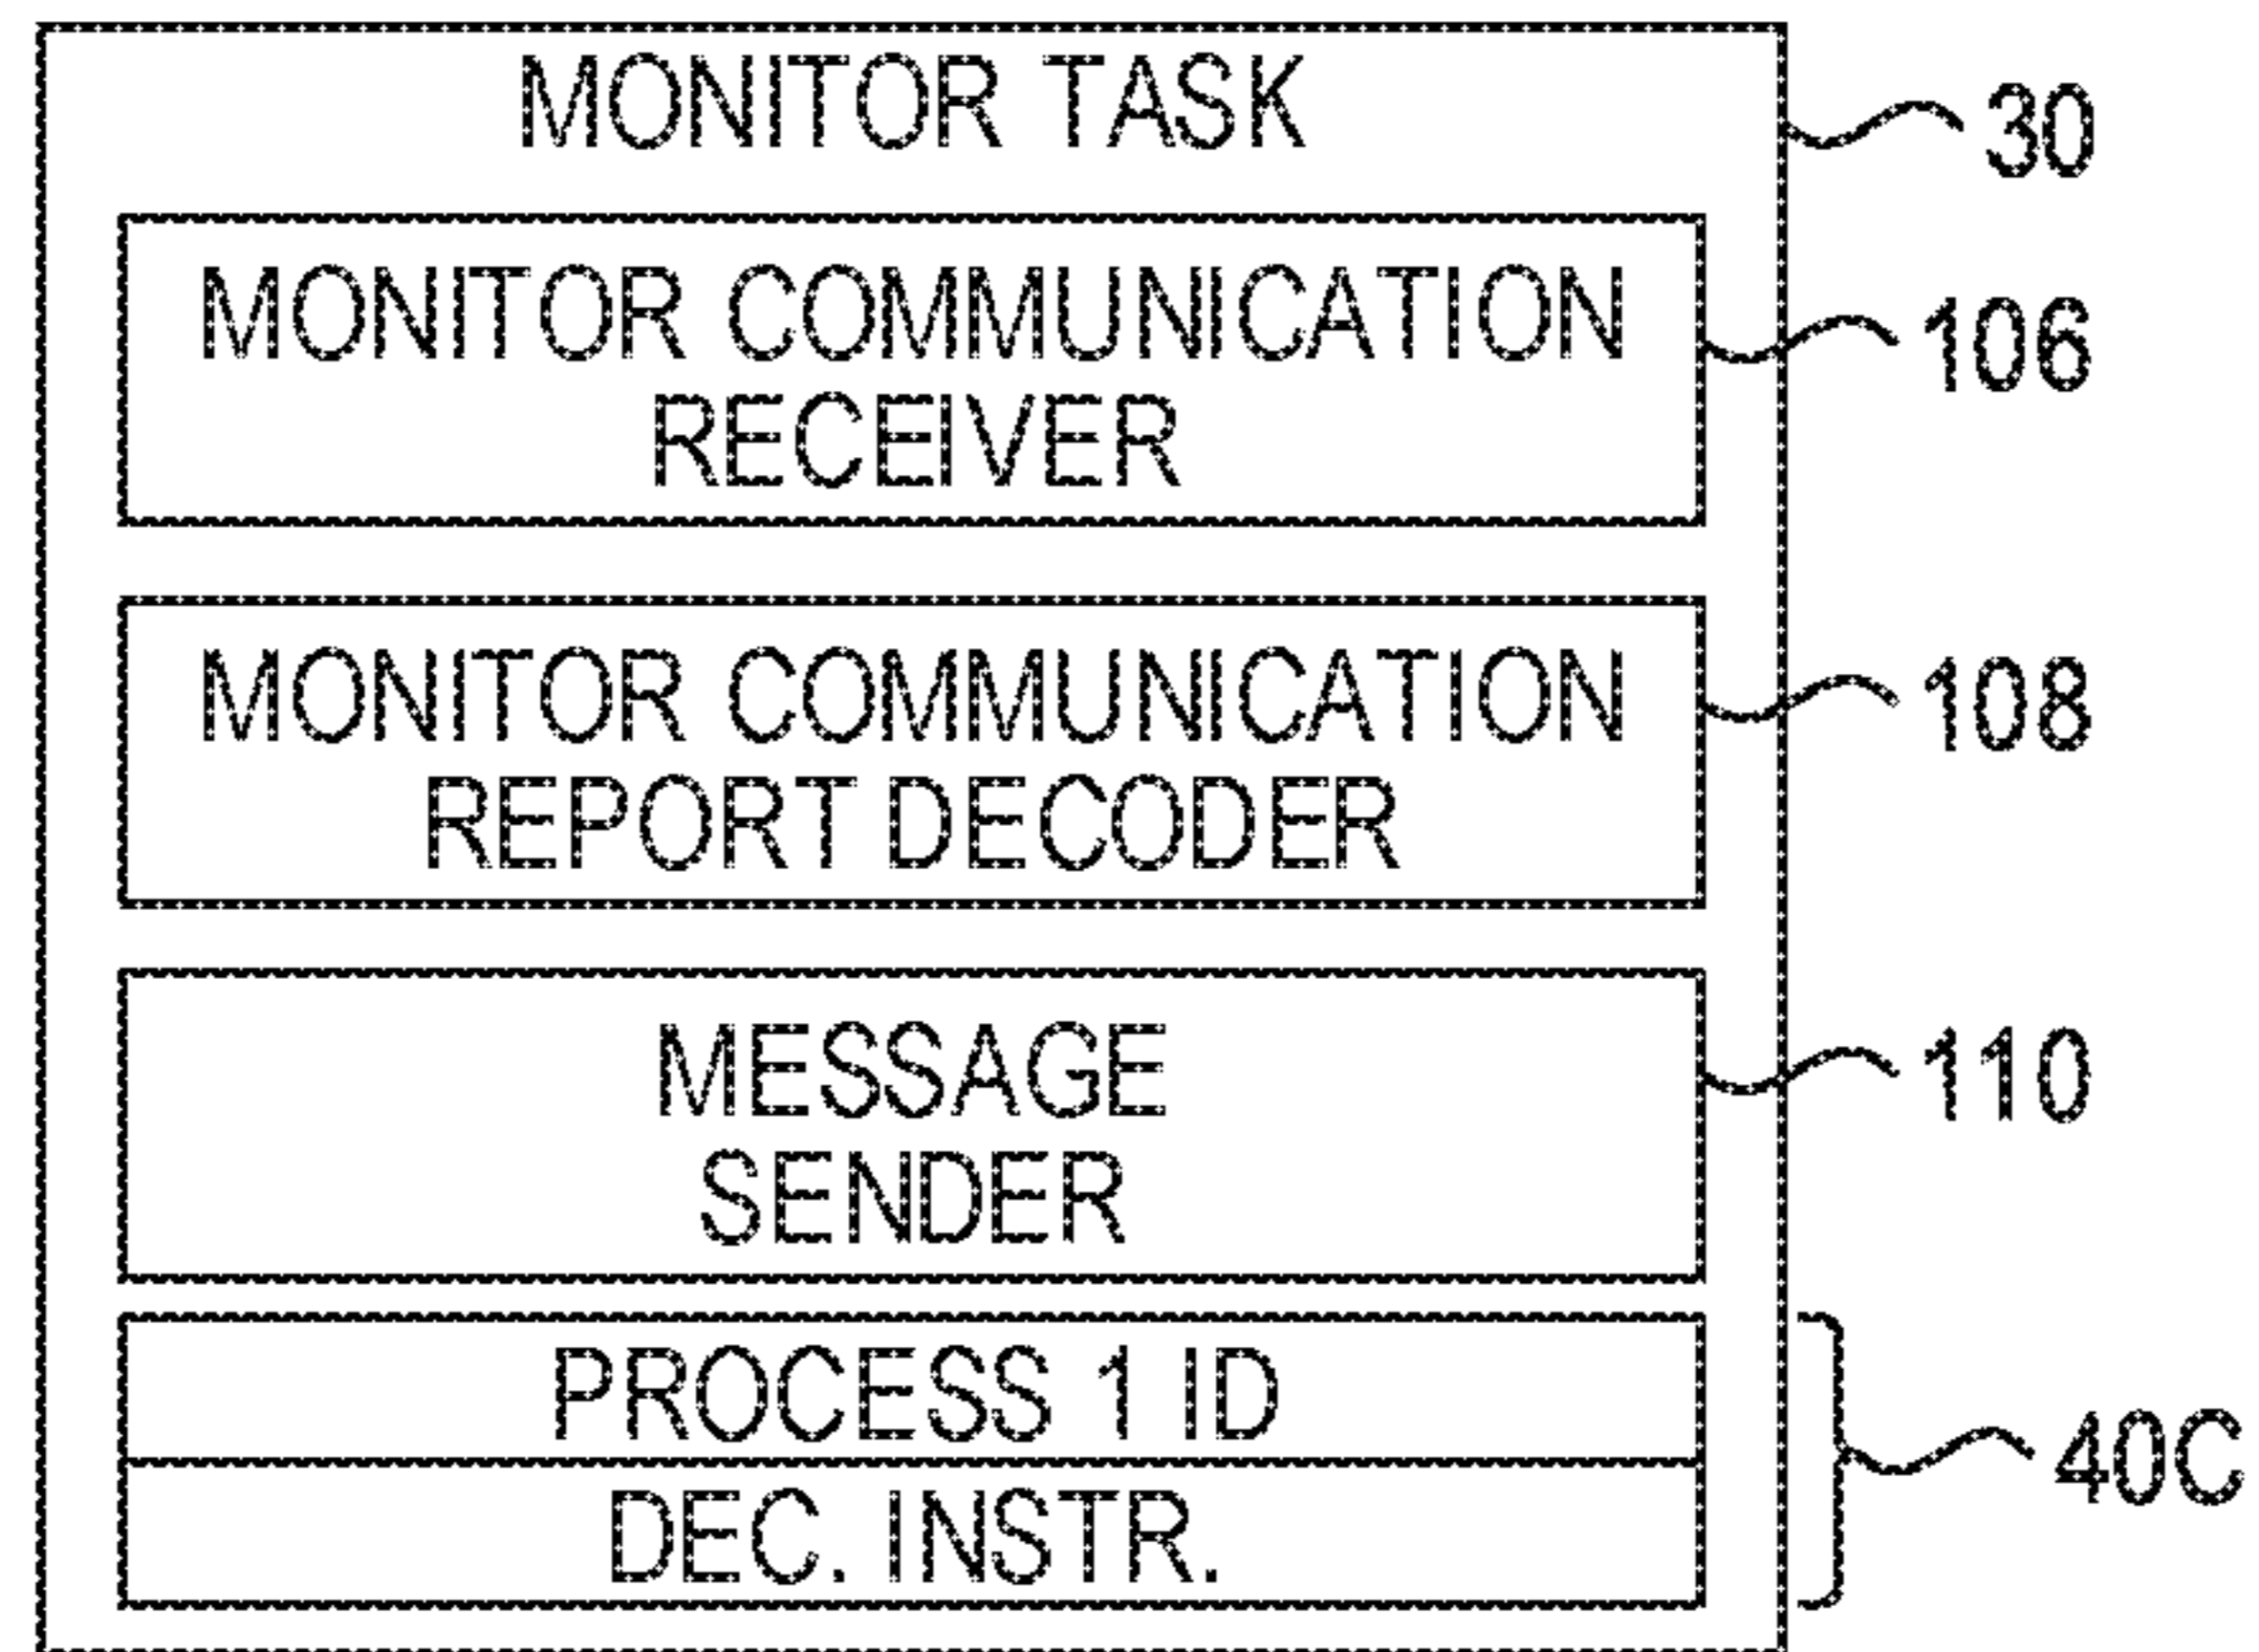 MONITOR TASK
30
MONITOR COMMUNICATION
RECEIVER
106
MONITOR COMMUNICATION
REPORT DECODER
108
MESSAGE
SENDER
110
PROCESS 1 ID
DEC. INSTR.
40C